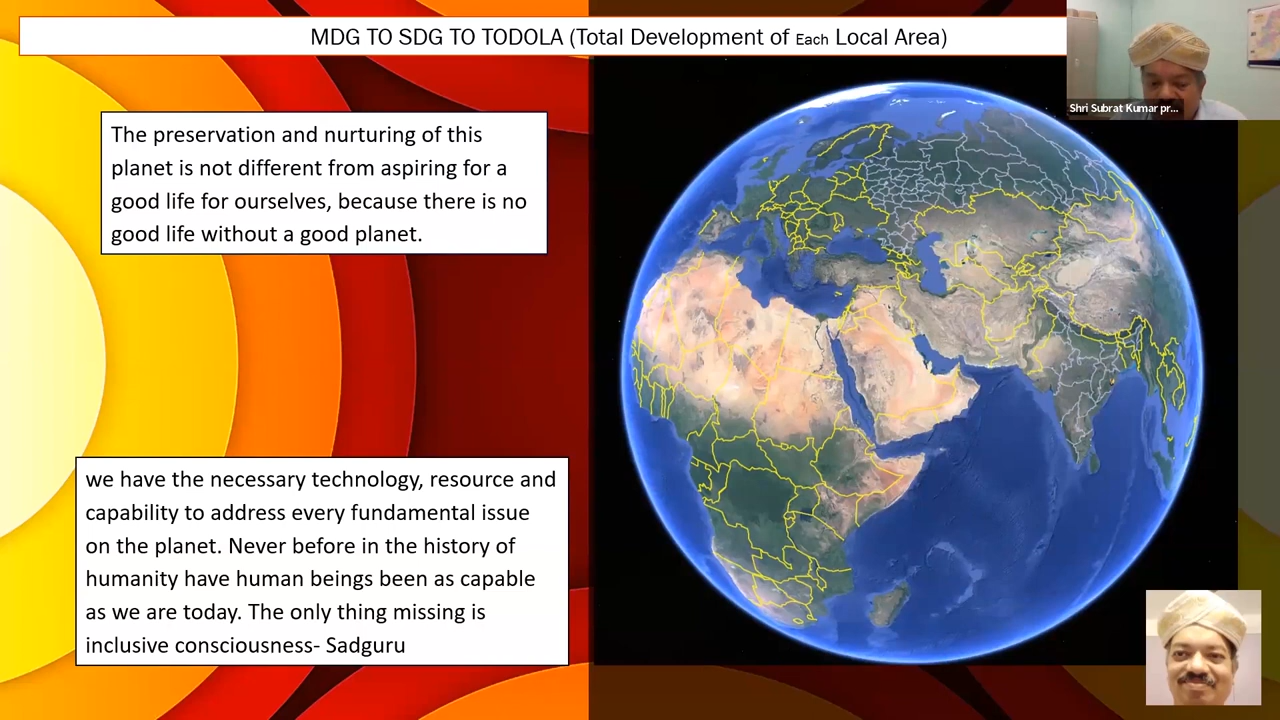 MDG TO SDG TO TODOLA (Total Development of Each Local Area)
Shri Subrat Kumar pr...
The preservation and nurturing of this
planet is not different from aspiring for a
good life for ourselves, because there is no
good life without a good planet.
we have the necessary technology, resource and
capability to address every fundamental issue
on the planet. Never before in the history of
humanity have human beings been as capable
as we are today. The only thing missing is
inclusive consciousness- Sadguru